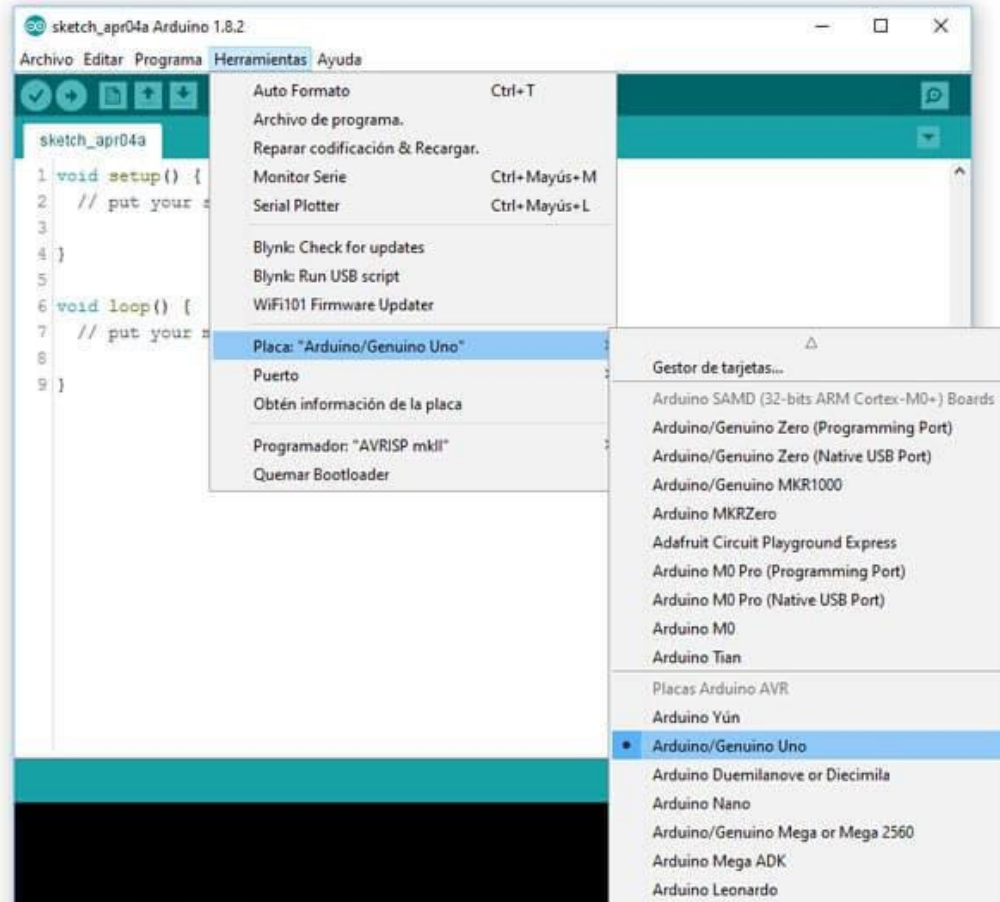 sketch_apr04a Arduino 1.8.2
Archivo Editar Programa Herramientas Ayuda
sketch_apr04a
1 void setup() {
2 // put your s
3
4 }
5
6 void loop() {
7 // put your m
8
9 }
Auto Formato Ctrl+T
Archivo de programa.
Reparar codificación & Recargar.
Monitor Serie Ctrl+Mayús+M
Serial Plotter Ctrl+Mayús+L
Blynk: Check for updates
Blynk: Run USB script
WiFi101 Firmware Updater
Placa: "Arduino/Genuino Uno"
Puerto
Obtén información de la placa
Programador: "AVRISP mkII"
Quemar Bootloader
Gestor de tarjetas...
Arduino SAMD (32-bits ARM Cortex-M0+) Boards
Arduino/Genuino Zero (Programming Port)
Arduino/Genuino Zero (Native USB Port)
Arduino/Genuino MKR1000
Arduino MKRZero
Adafruit Circuit Playground Express
Arduino M0 Pro (Programming Port)
Arduino M0 Pro (Native USB Port)
Arduino M0
Arduino Tian
Placas Arduino AVR
Arduino Yún
Arduino/Genuino Uno
Arduino Duemilanove or Diecimila
Arduino Nano
Arduino/Genuino Mega or Mega 2560
Arduino Mega ADK
Arduino Leonardo